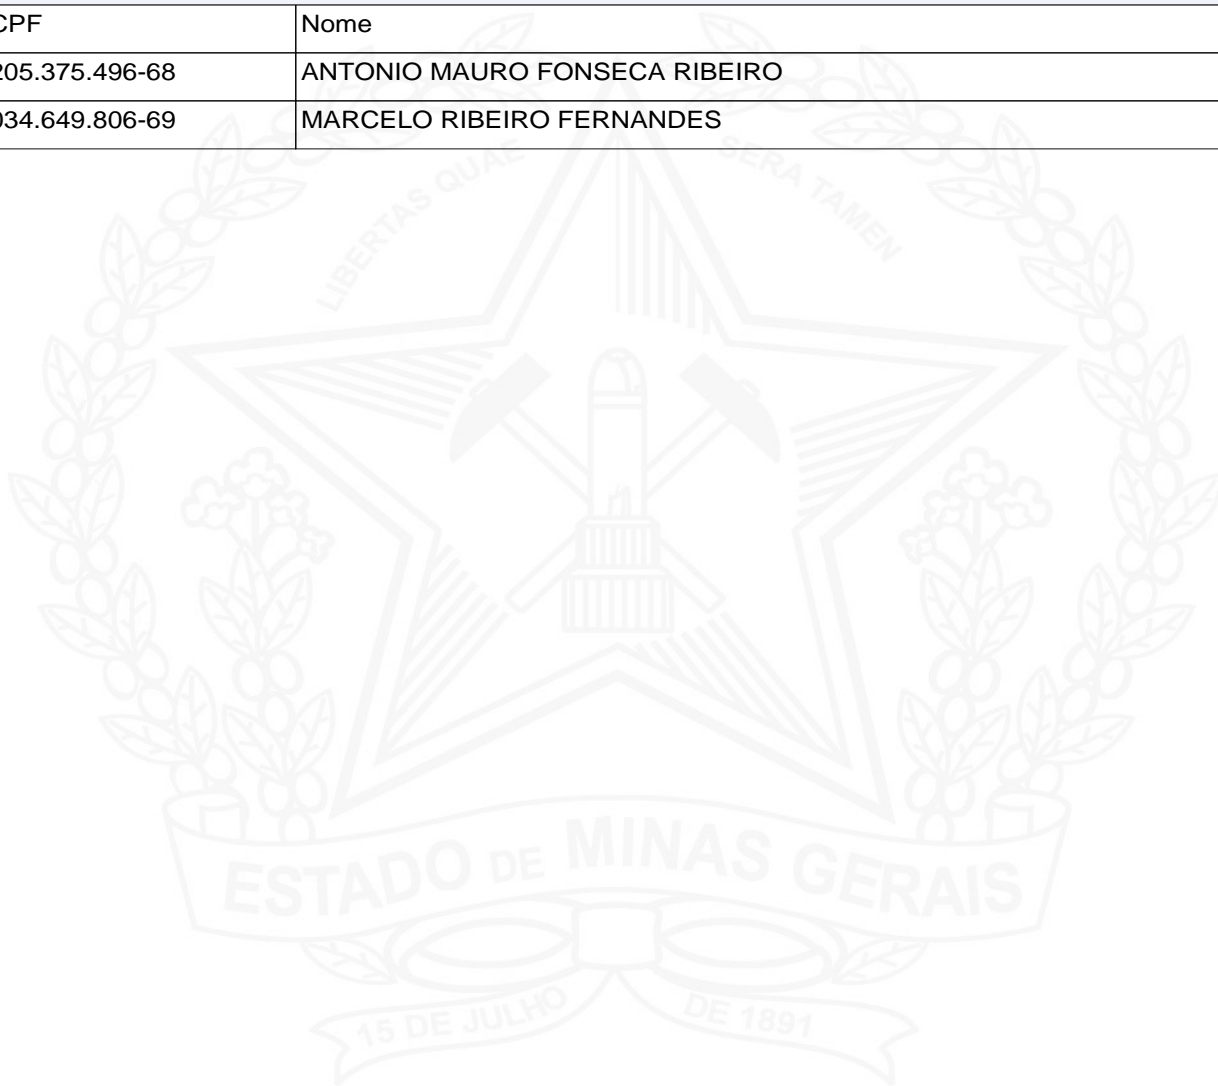 CPF Nome
205.375.496-68 ANTONIO MAURO FONSECA RIBEIRO
034.649.806-69 MARCELO RIBEIRO FERNANDES
LIBERTAS QUAE SERA TAMEN
ESTADO DE MINAS GERAIS
15 DE JULHO DE 1891